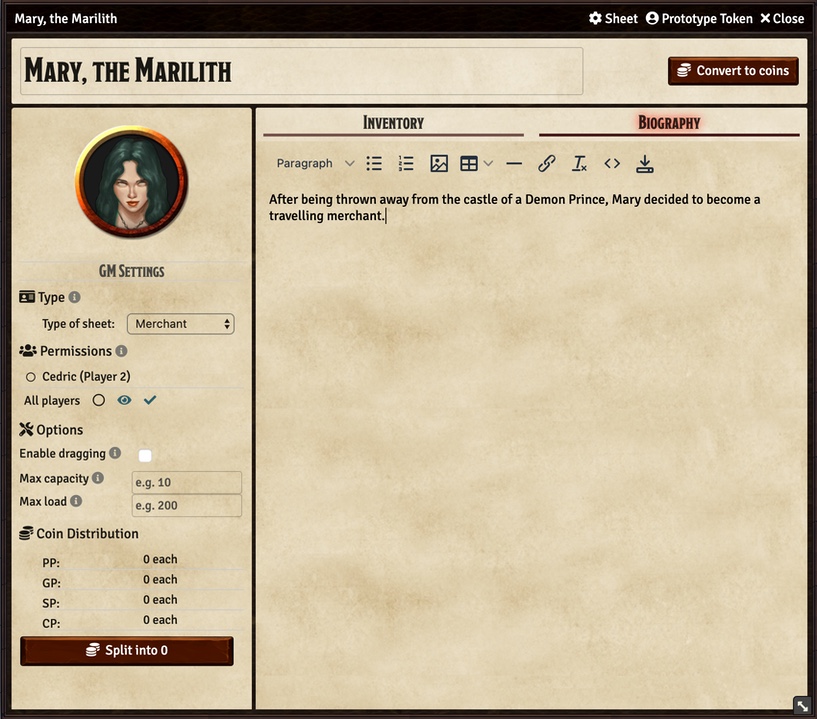 Mary, the Marilith
Sheet Prototype Token Close
Mary, the Marilith
Convert to coins
Inventory
Biography
Paragraph
After being thrown away from the castle of a Demon Prince, Mary decided to become a
travelling merchant.
GM Settings
Type
Type of sheet: Merchant
Permissions
Cedric (Player 2)
All players
Options
Enable dragging
Max capacity e.g. 10
Max load e.g. 200
Coin Distribution
PP: 0 each
GP: 0 each
SP: 0 each
CP: 0 each
Split into 0